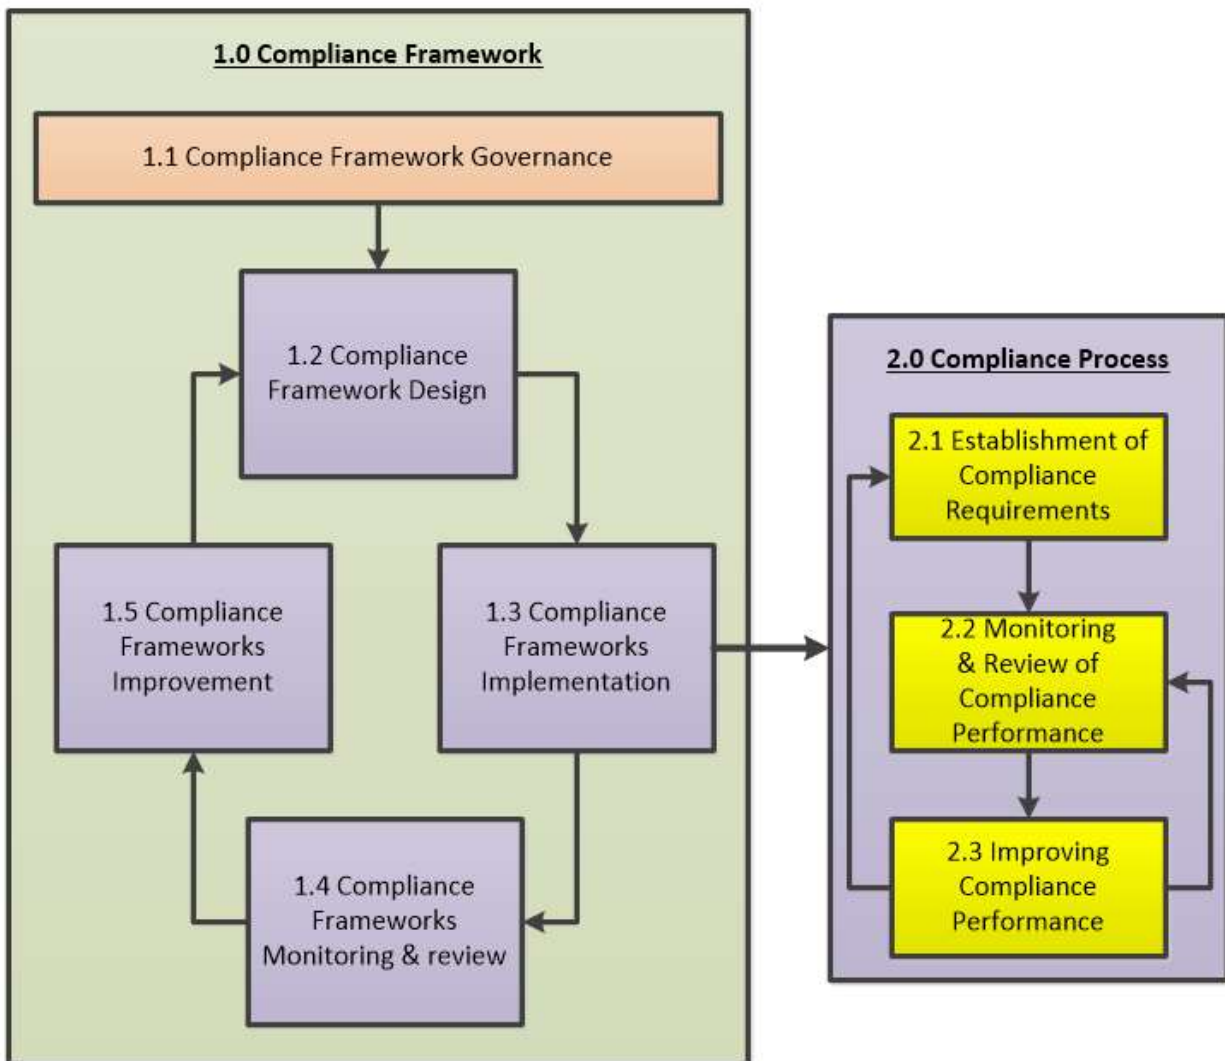 1.0 Compliance Framework
1.1 Compliance Framework Governance
1.2 Compliance
Framework Design
1.5 Compliance
Frameworks
Improvement
1.3 Compliance
Frameworks
Implementation
1.4 Compliance
Frameworks
Monitoring & review
2.0 Compliance Process
2.1 Establishment of
Compliance
Requirements
2.2 Monitoring
& Review of
Compliance
Performance
2.3 Improving
Compliance
Performance